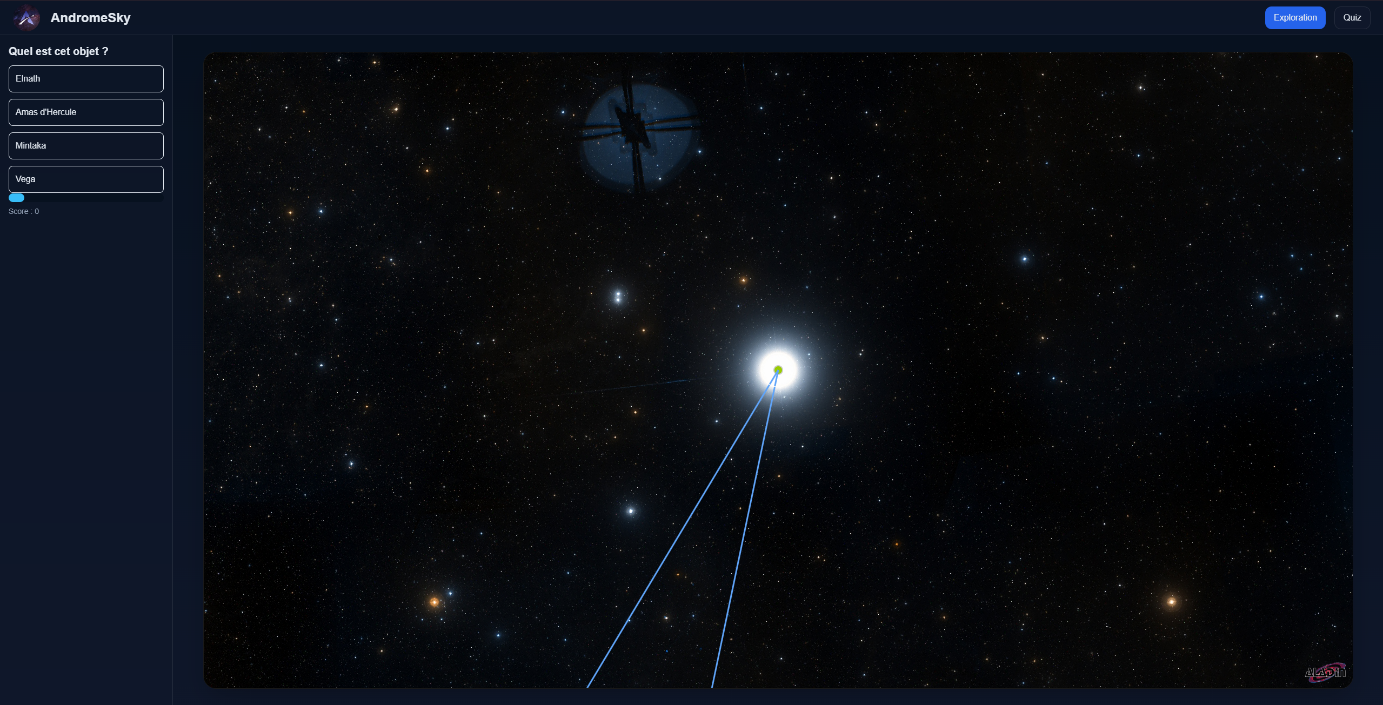 AndromeSky
Exploration
Quiz
Quel est cet objet ?
Elnath
Amas d'Hercule
Mintaka
Vega
Score : 0
ALADIN